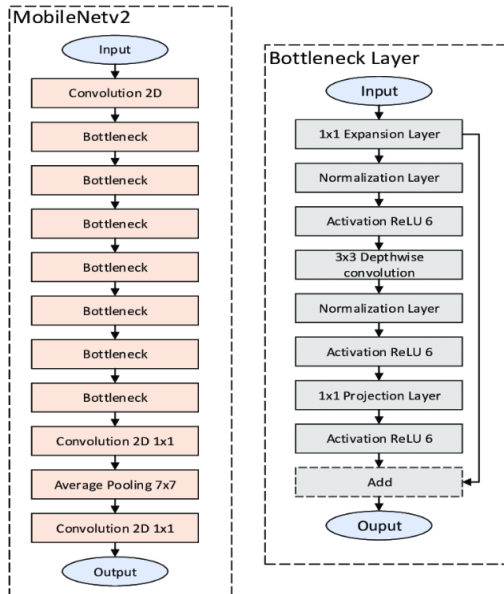 MobileNetv2
Input
Convolution 2D
Bottleneck
Bottleneck
Bottleneck
Bottleneck
Bottleneck
Bottleneck
Bottleneck
Convolution 2D 1x1
Average Pooling 7x7
Convolution 2D 1x1
Output
Bottleneck Layer
Input
1x1 Expansion Layer
Normalization Layer
Activation ReLU 6
3x3 Depthwise
convolution
Normalization Layer
Activation ReLU 6
1x1 Projection Layer
Activation ReLU 6
Add
Ouput